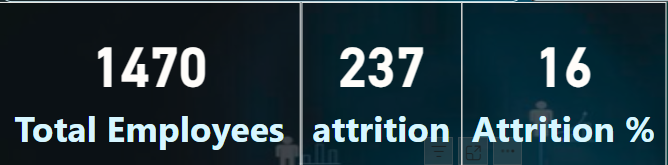 1470
Total Employees
237
attrition
16
Attrition %